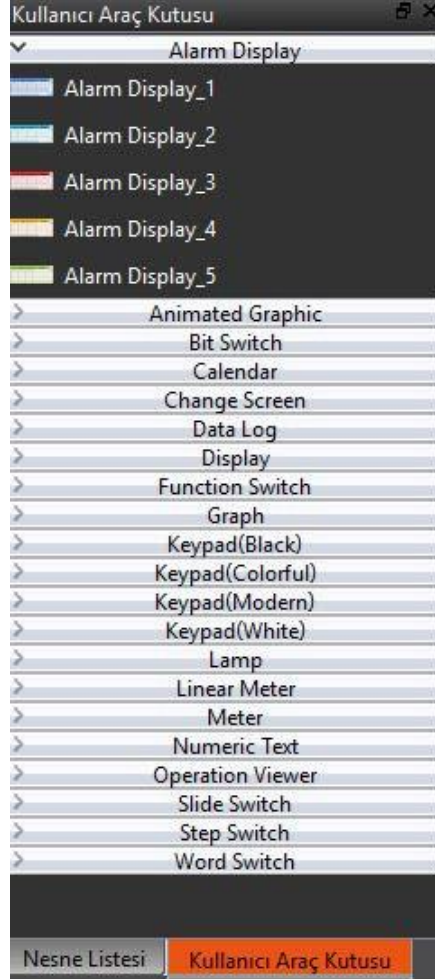 Kullanıcı Araç Kutusu
Alarm Display
Alarm Display_1
Alarm Display_2
Alarm Display_3
Alarm Display_4
Alarm Display_5
Animated Graphic
Bit Switch
Calendar
Change Screen
Data Log
Display
Function Switch
Graph
Keypad(Black)
Keypad(Colorful)
Keypad(Modern)
Keypad(White)
Lamp
Linear Meter
Meter
Numeric Text
Operation Viewer
Slide Switch
Step Switch
Word Switch
Nesne Listesi Kullanıcı Araç Kutusu